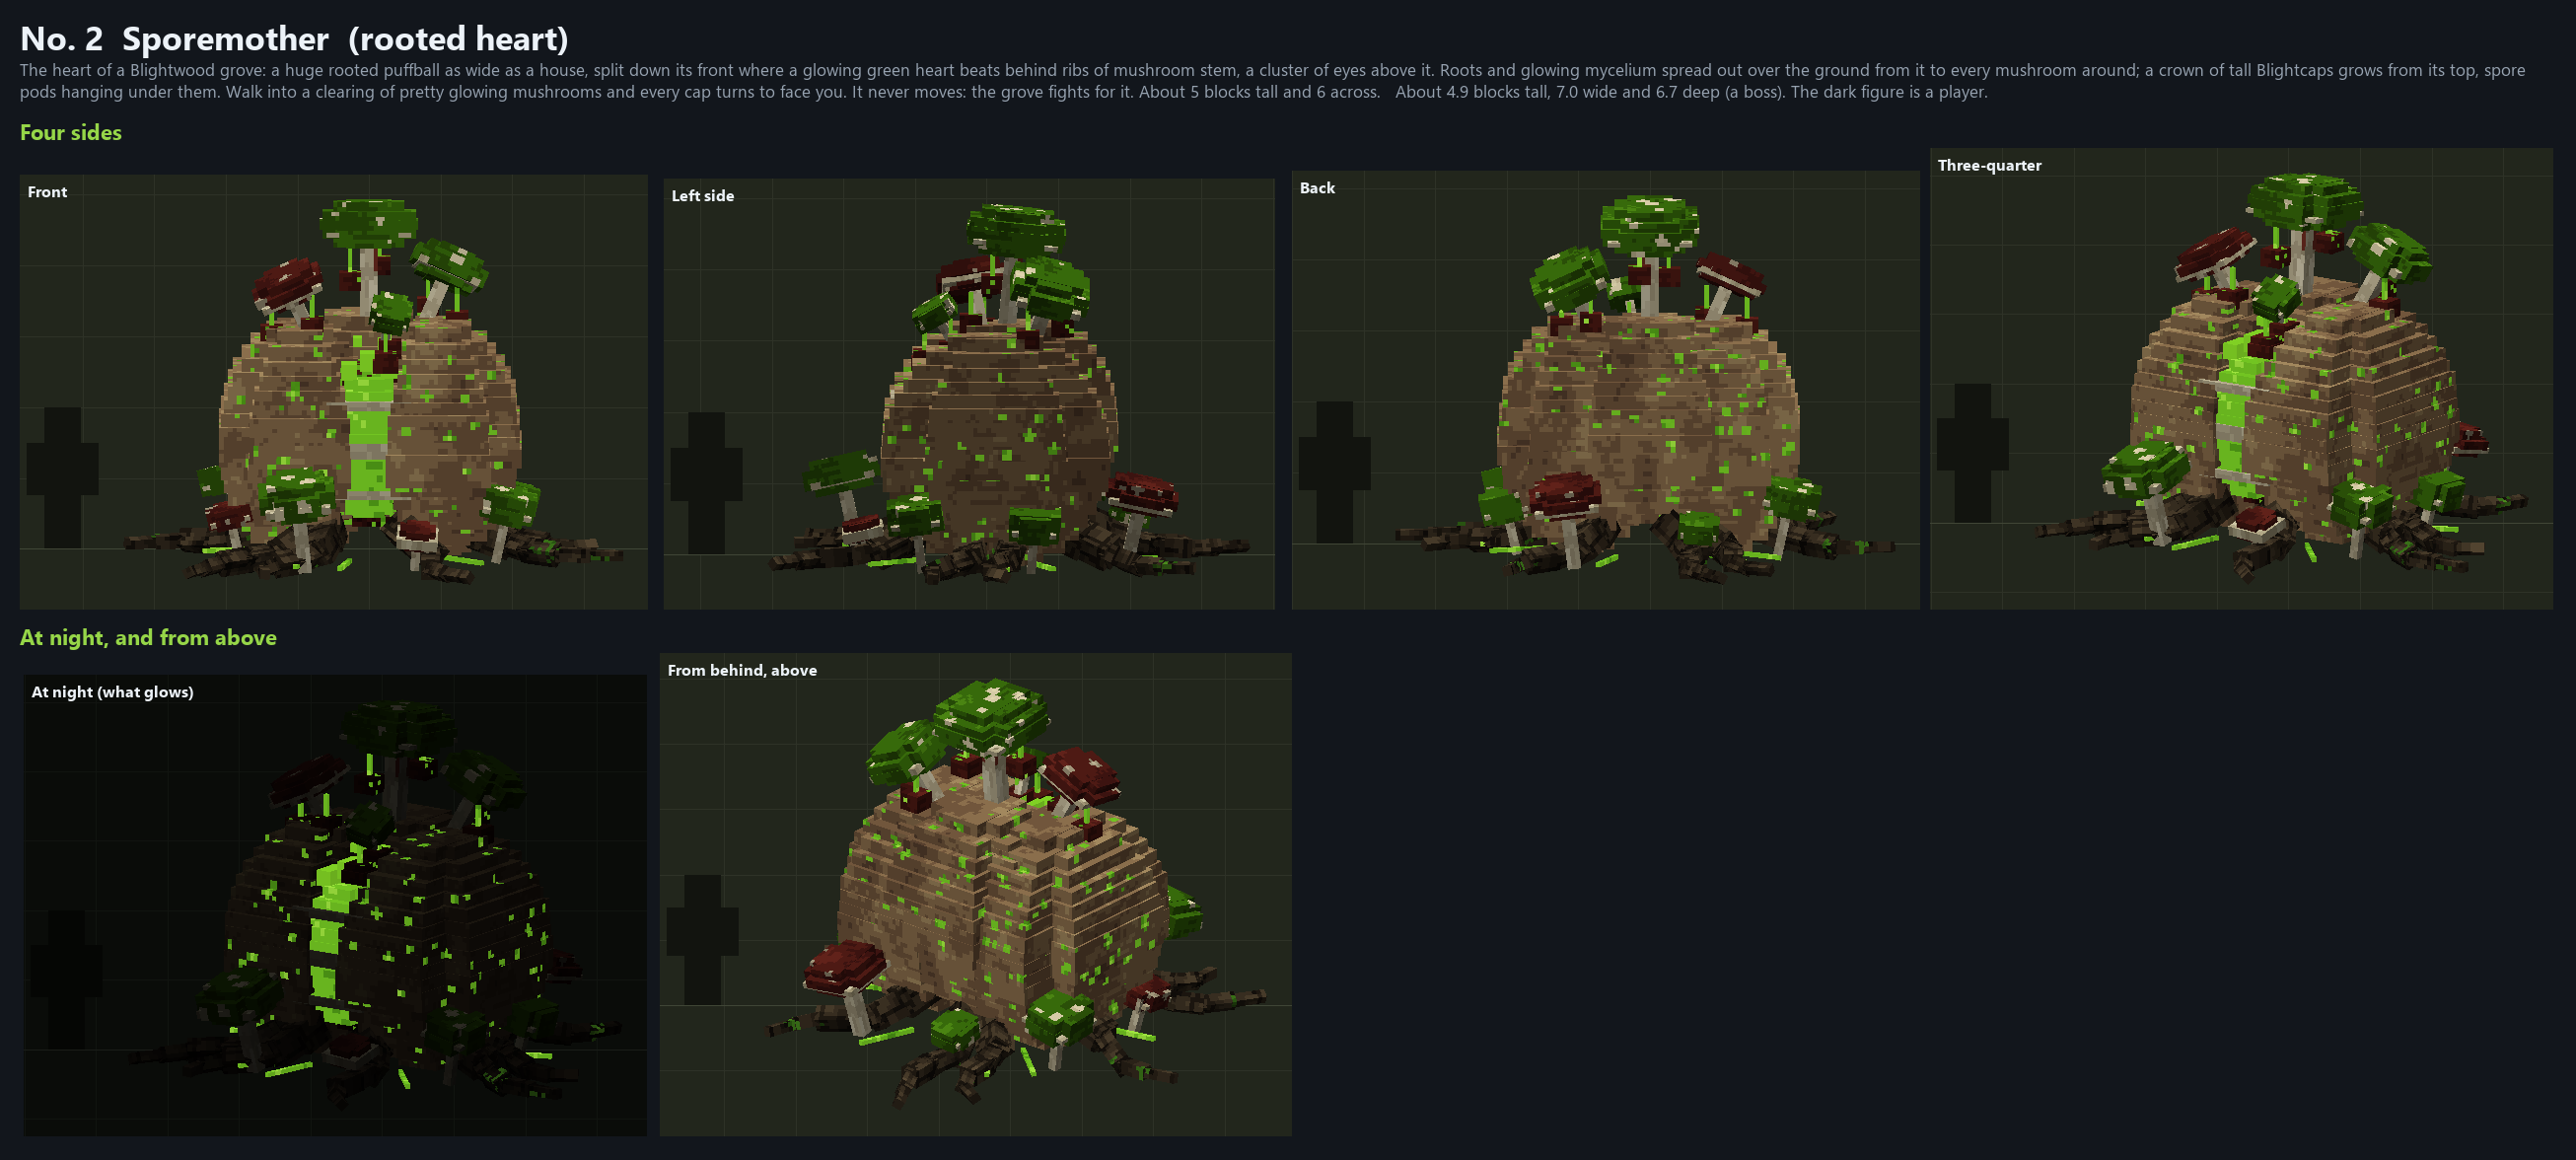 No. 2 Sporemother (rooted heart)
The heart of a Blightwood grove: a huge rooted puffball as wide as a house, split down its front where a glowing green heart beats behind ribs of mushroom stem, a cluster of eyes above it. Roots and glowing mycelium spread out over the ground from it to every mushroom around; a crown of tall Blightcaps grows from its top, spore
pods hanging under them. Walk into a clearing of pretty glowing mushrooms and every cap turns to face you. It never moves: the grove fights for it. About 5 blocks tall and 6 across. About 4.9 blocks tall, 7.0 wide and 6.7 deep (a boss). The dark figure is a player.
Four sides
Front
Left side
Back
Three-quarter
At night, and from above
At night (what glows)
From behind, above